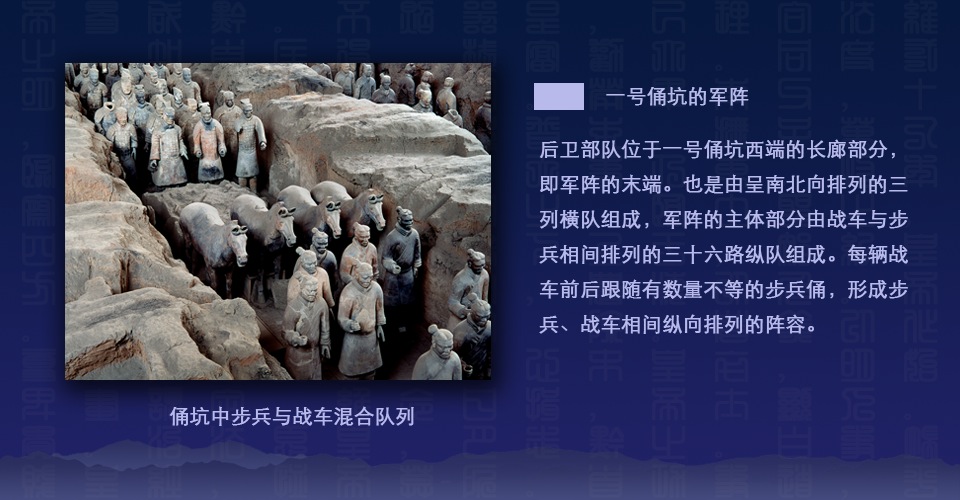 一号俑坑的军阵
后卫部队位于一号俑坑西端的长廊部分，
即军阵的末端。也是由呈南北向排列的三
列横队组成，军阵的主体部分由战车与步
兵相间排列的三十六路纵队组成。每辆战
车前后跟随有数量不等的步兵俑，形成步
兵、战车相间纵向排列的阵容。
俑坑中步兵与战车混合队列